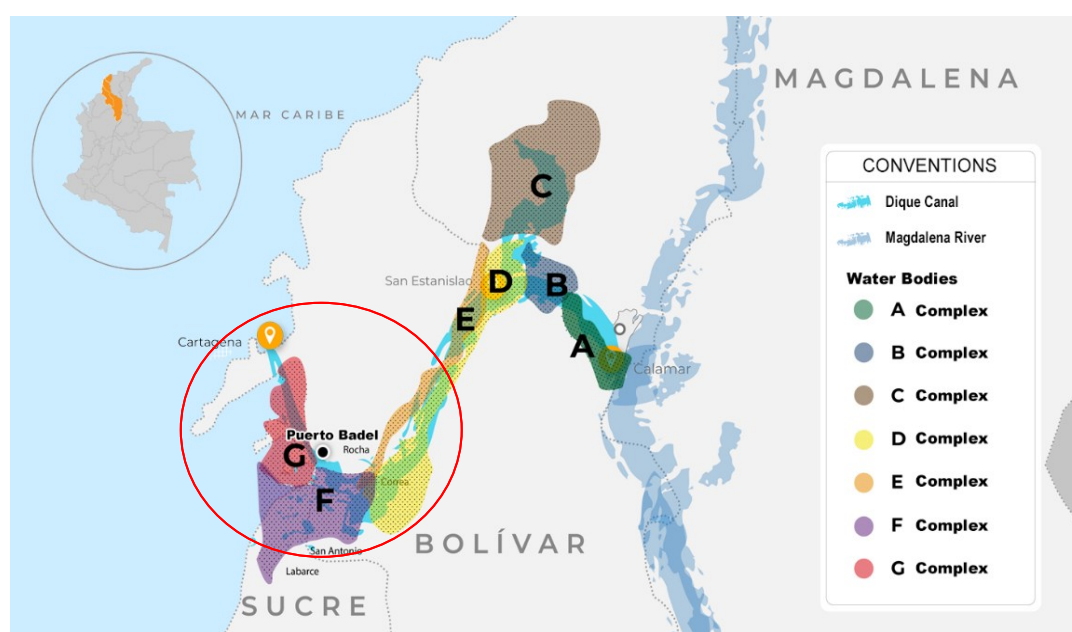 MAGDALENA
MAR CARIBE
C
San Estanislao
D
B
E
A
Cartagena
Calamar
Puerto Badel
Rocha
G
Correa
F
BOLÍVAR
San Antonio
Labarce
SUCRE
CONVENTIONS
Dique Canal
Magdalena River
Water Bodies
A Complex
B Complex
C Complex
D Complex
E Complex
F Complex
G Complex